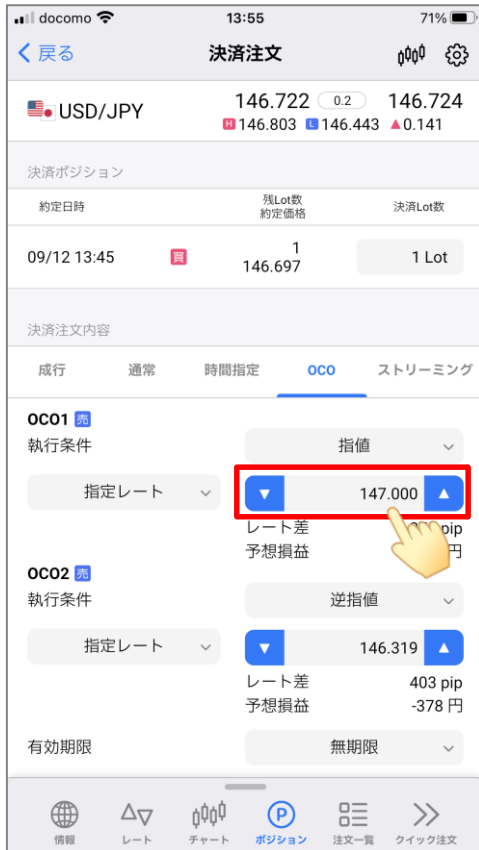 docomo 13:55 71%
戻る 決済注文
USD/JPY 146.722 0.2 146.724
H 146.803 L 146.443 ▲0.141
決済ポジション
約定日時 残Lot数 約定価格 決済Lot数
09/12 13:45 買 1 146.697 1 Lot
決済注文内容
成行 通常 時間指定 OCO ストリーミング
OCO1 売
執行条件 指値
指定レート ▼ 147.000 ▲
レート差 pip
予想損益 円
OCO2 売
執行条件 逆指値
指定レート ▼ 146.319 ▲
レート差 403 pip
予想損益 -378 円
有効期限 無期限
情報 レート チャート P ポジション 注文一覧 クイック注文